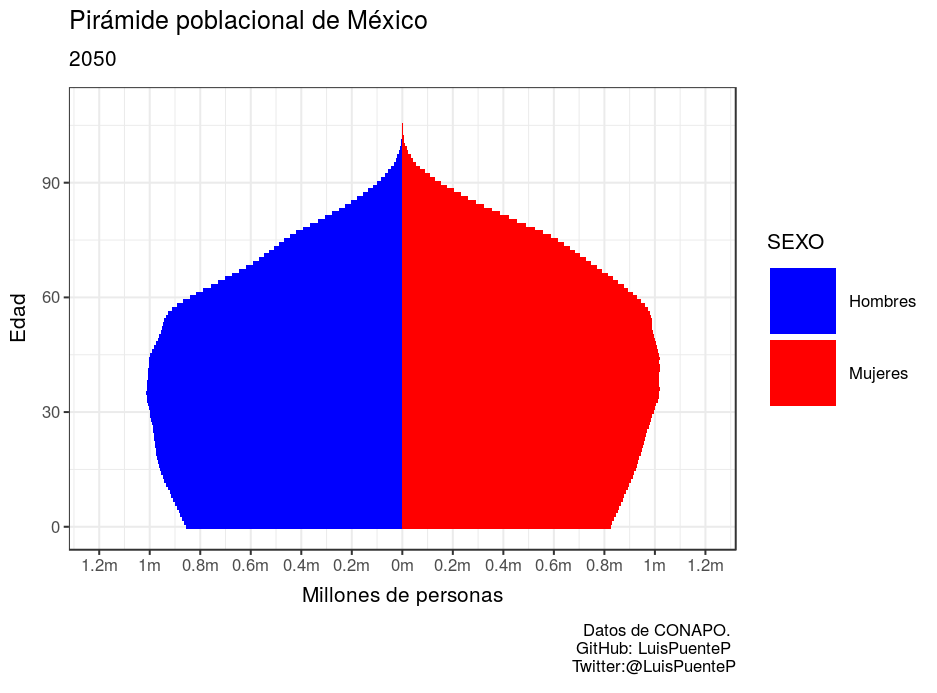 Pirámide poblacional de México
2050
90
60
30
0
Edad
1.2m 1m 0.8m 0.6m 0.4m 0.2m 0m 0.2m 0.4m 0.6m 0.8m 1m 1.2m
Millones de personas
SEXO
Hombres
Mujeres
Datos de CONAPO.
GitHub: LuisPuenteP
Twitter:@LuisPuenteP